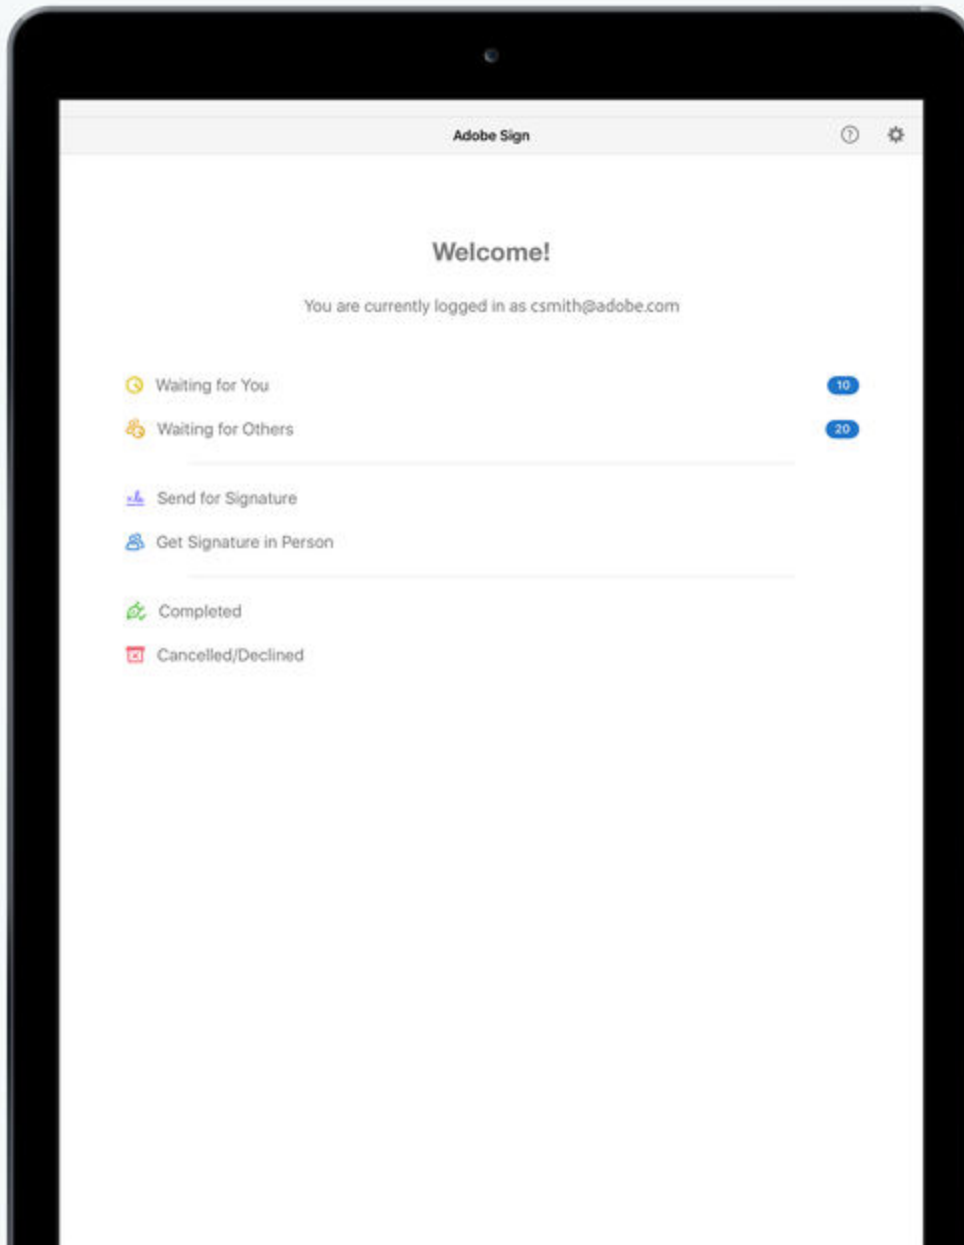 Adobe Sign
Welcome!
You are currently logged in as csmith@adobe.com
Waiting for You 10
Waiting for Others 20
Send for Signature
Get Signature in Person
Completed
Cancelled/Declined